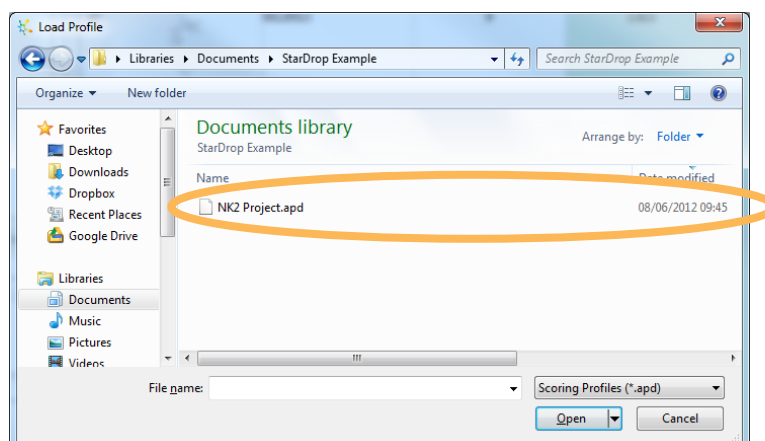 Load Profile
Libraries Documents StarDrop Example
Search StarDrop Example
Organize New folder
Favorites
Desktop
Downloads
Dropbox
Recent Places
Google Drive
Libraries
Documents
Music
Pictures
Videos
Documents library
StarDrop Example
Arrange by: Folder
Name Date modified
NK2 Project.apd 08/06/2012 09:45
File name:
Scoring Profiles (*.apd)
Open Cancel